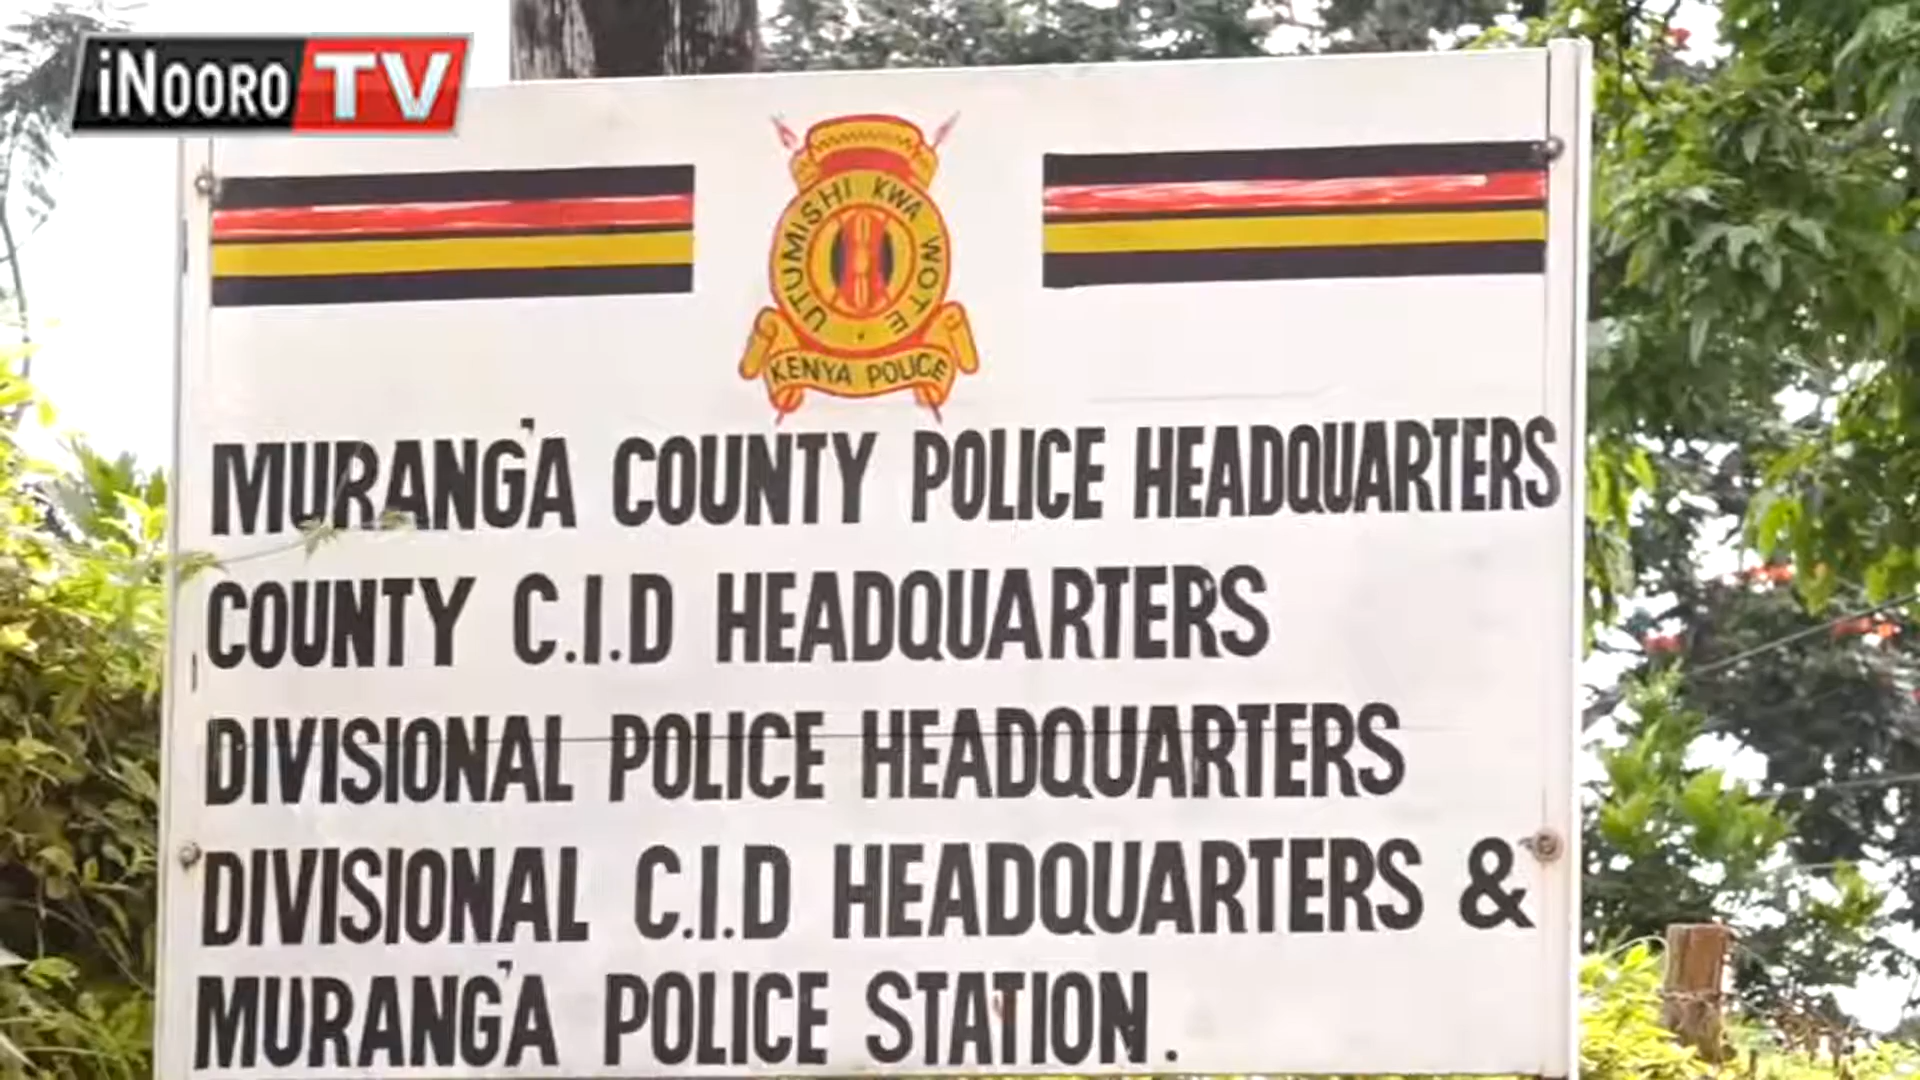 iNOORO TV
UTUMISHI KWA WOTE
KENYA POLICE
MURANG'A COUNTY POLICE HEADQUARTERS
COUNTY C.I.D HEADQUARTERS
DIVISIONAL POLICE HEADQUARTERS
DIVISIONAL C.I.D HEADQUARTERS &
MURANG'A POLICE STATION.